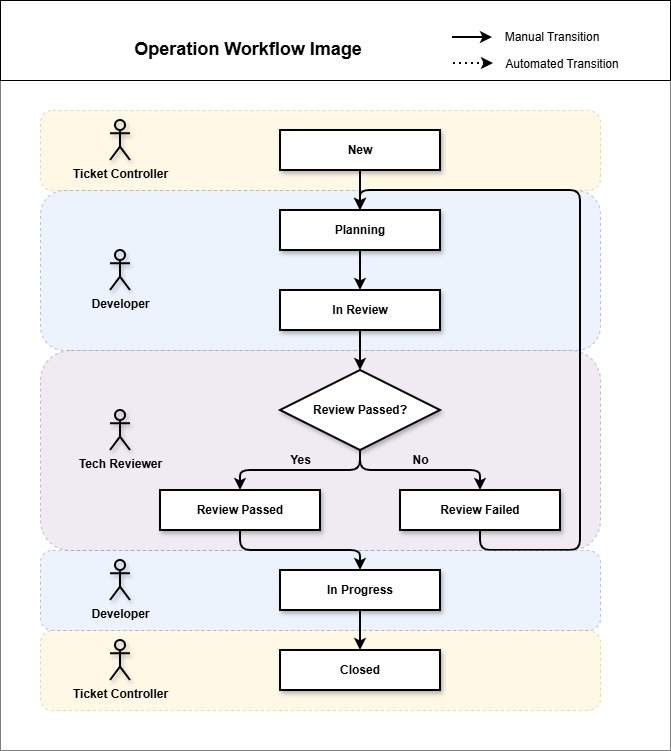 Operation Workflow Image
Manual Transition
Automated Transition
Ticket Controller
New
Developer
Planning
In Review
Tech Reviewer
Review Passed?
Yes
No
Review Passed
Review Failed
Developer
In Progress
Ticket Controller
Closed